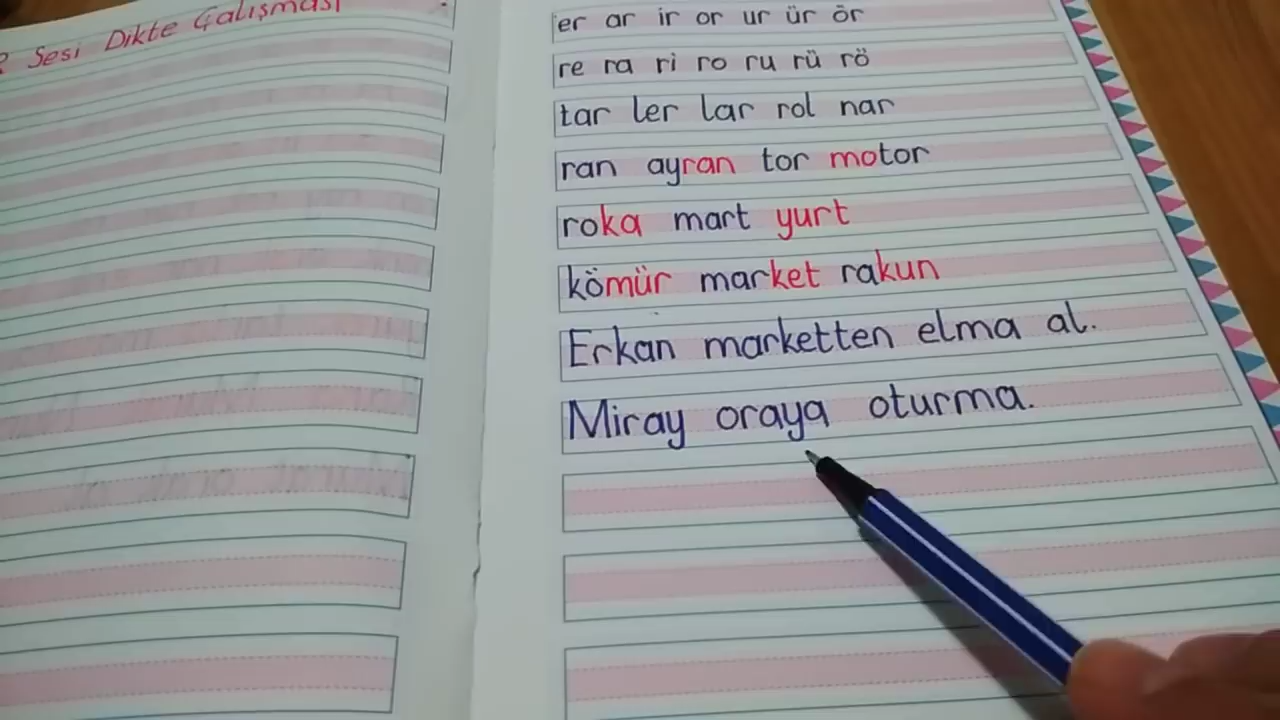 Sesi Dikte Çalışması
er ar ir or ur ür ör
re ra ri ro ru rü rö
tar ler lar rol nar
ran ayran tor motor
roka mart yurt
kömür market rakun
Erkan marketten elma al.
Miray oraya oturma.